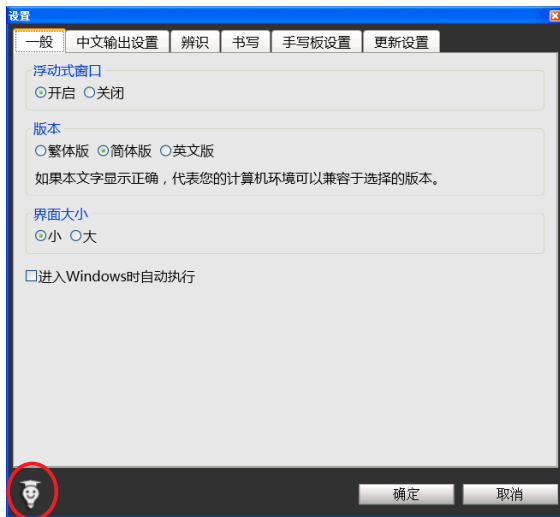 设置
一般 中文输出设置 辨识 书写 手写板设置 更新设置
浮动式窗口
开启 关闭
版本
繁体版 简体版 英文版
如果本文字显示正确，代表您的计算机环境可以兼容于选择的版本。
界面大小
小 大
进入Windows时自动执行
确定 取消